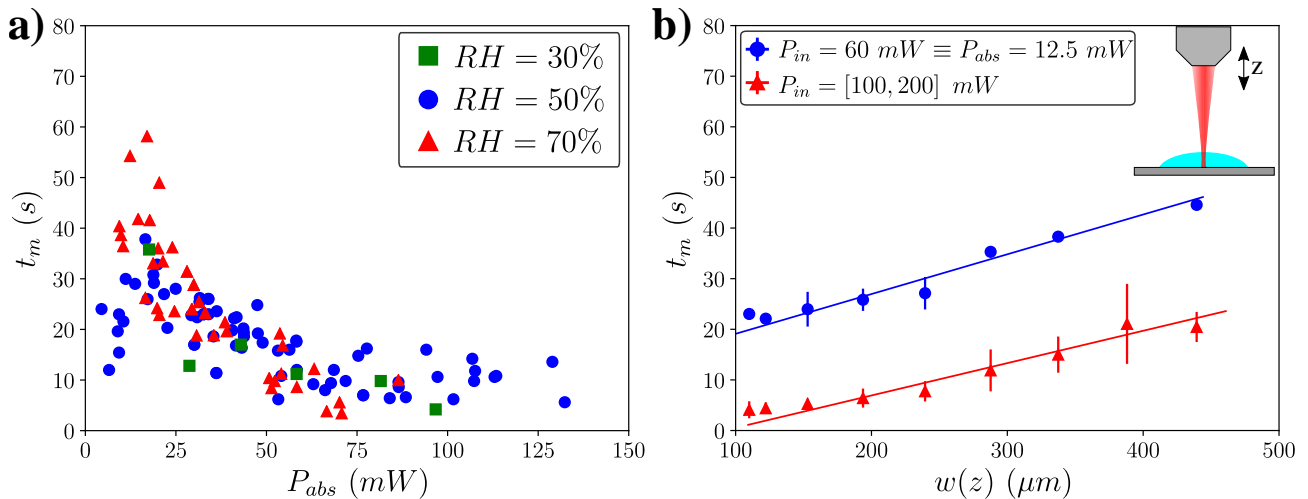 a)
80
70
60
50
40
30
20
10
0
t_m (s)
RH = 30%
RH = 50%
RH = 70%
0 25 50 75 100 125 150
P_abs (mW)
b)
80
70
60
50
40
30
20
10
0
t_m (s)
P_in = 60 mW ≡ P_abs = 12.5 mW
P_in = [100, 200] mW
z
100 200 300 400 500
w(z) (μm)